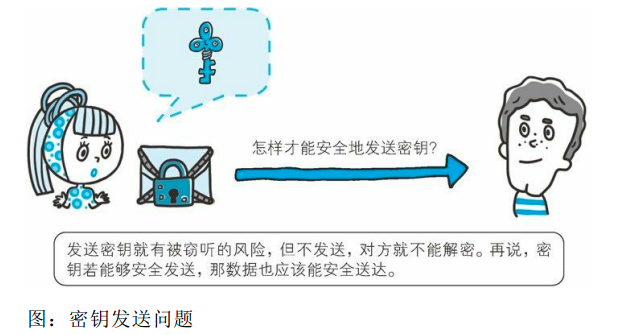 怎样才能安全地发送密钥?
发送密钥就有被窃听的风险，但不发送，对方就不能解密。再说，密
钥若能够安全发送，那数据也应该能安全送达。
图：密钥发送问题